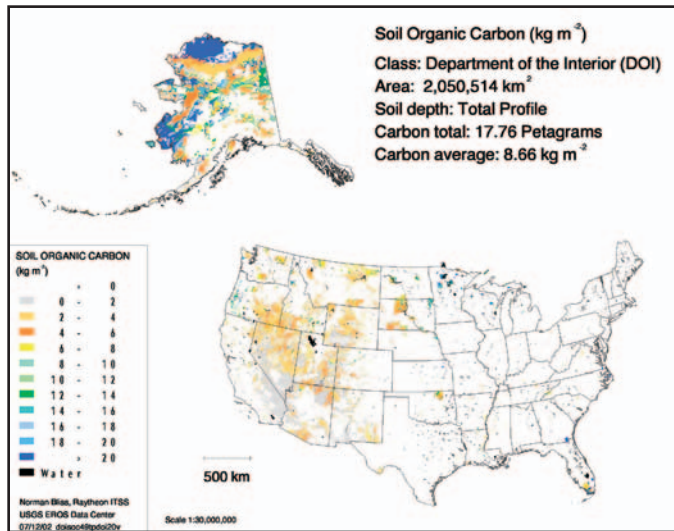 Soil Organic Carbon (kg m⁻²)
Class: Department of the Interior (DOI)
Area: 2,050,514 km²
Soil depth: Total Profile
Carbon total: 17.76 Petagrams
Carbon average: 8.66 kg m⁻²
SOIL ORGANIC CARBON
(kg m⁻²)
- 0
0 - 2
2 - 4
4 - 6
6 - 8
8 - 10
10 - 12
12 - 14
14 - 16
16 - 18
18 - 20
> 20
Water
500 km
Norman Bliss, Raytheon ITSS
USGS EROS Data Center
Scale 1:30,000,000